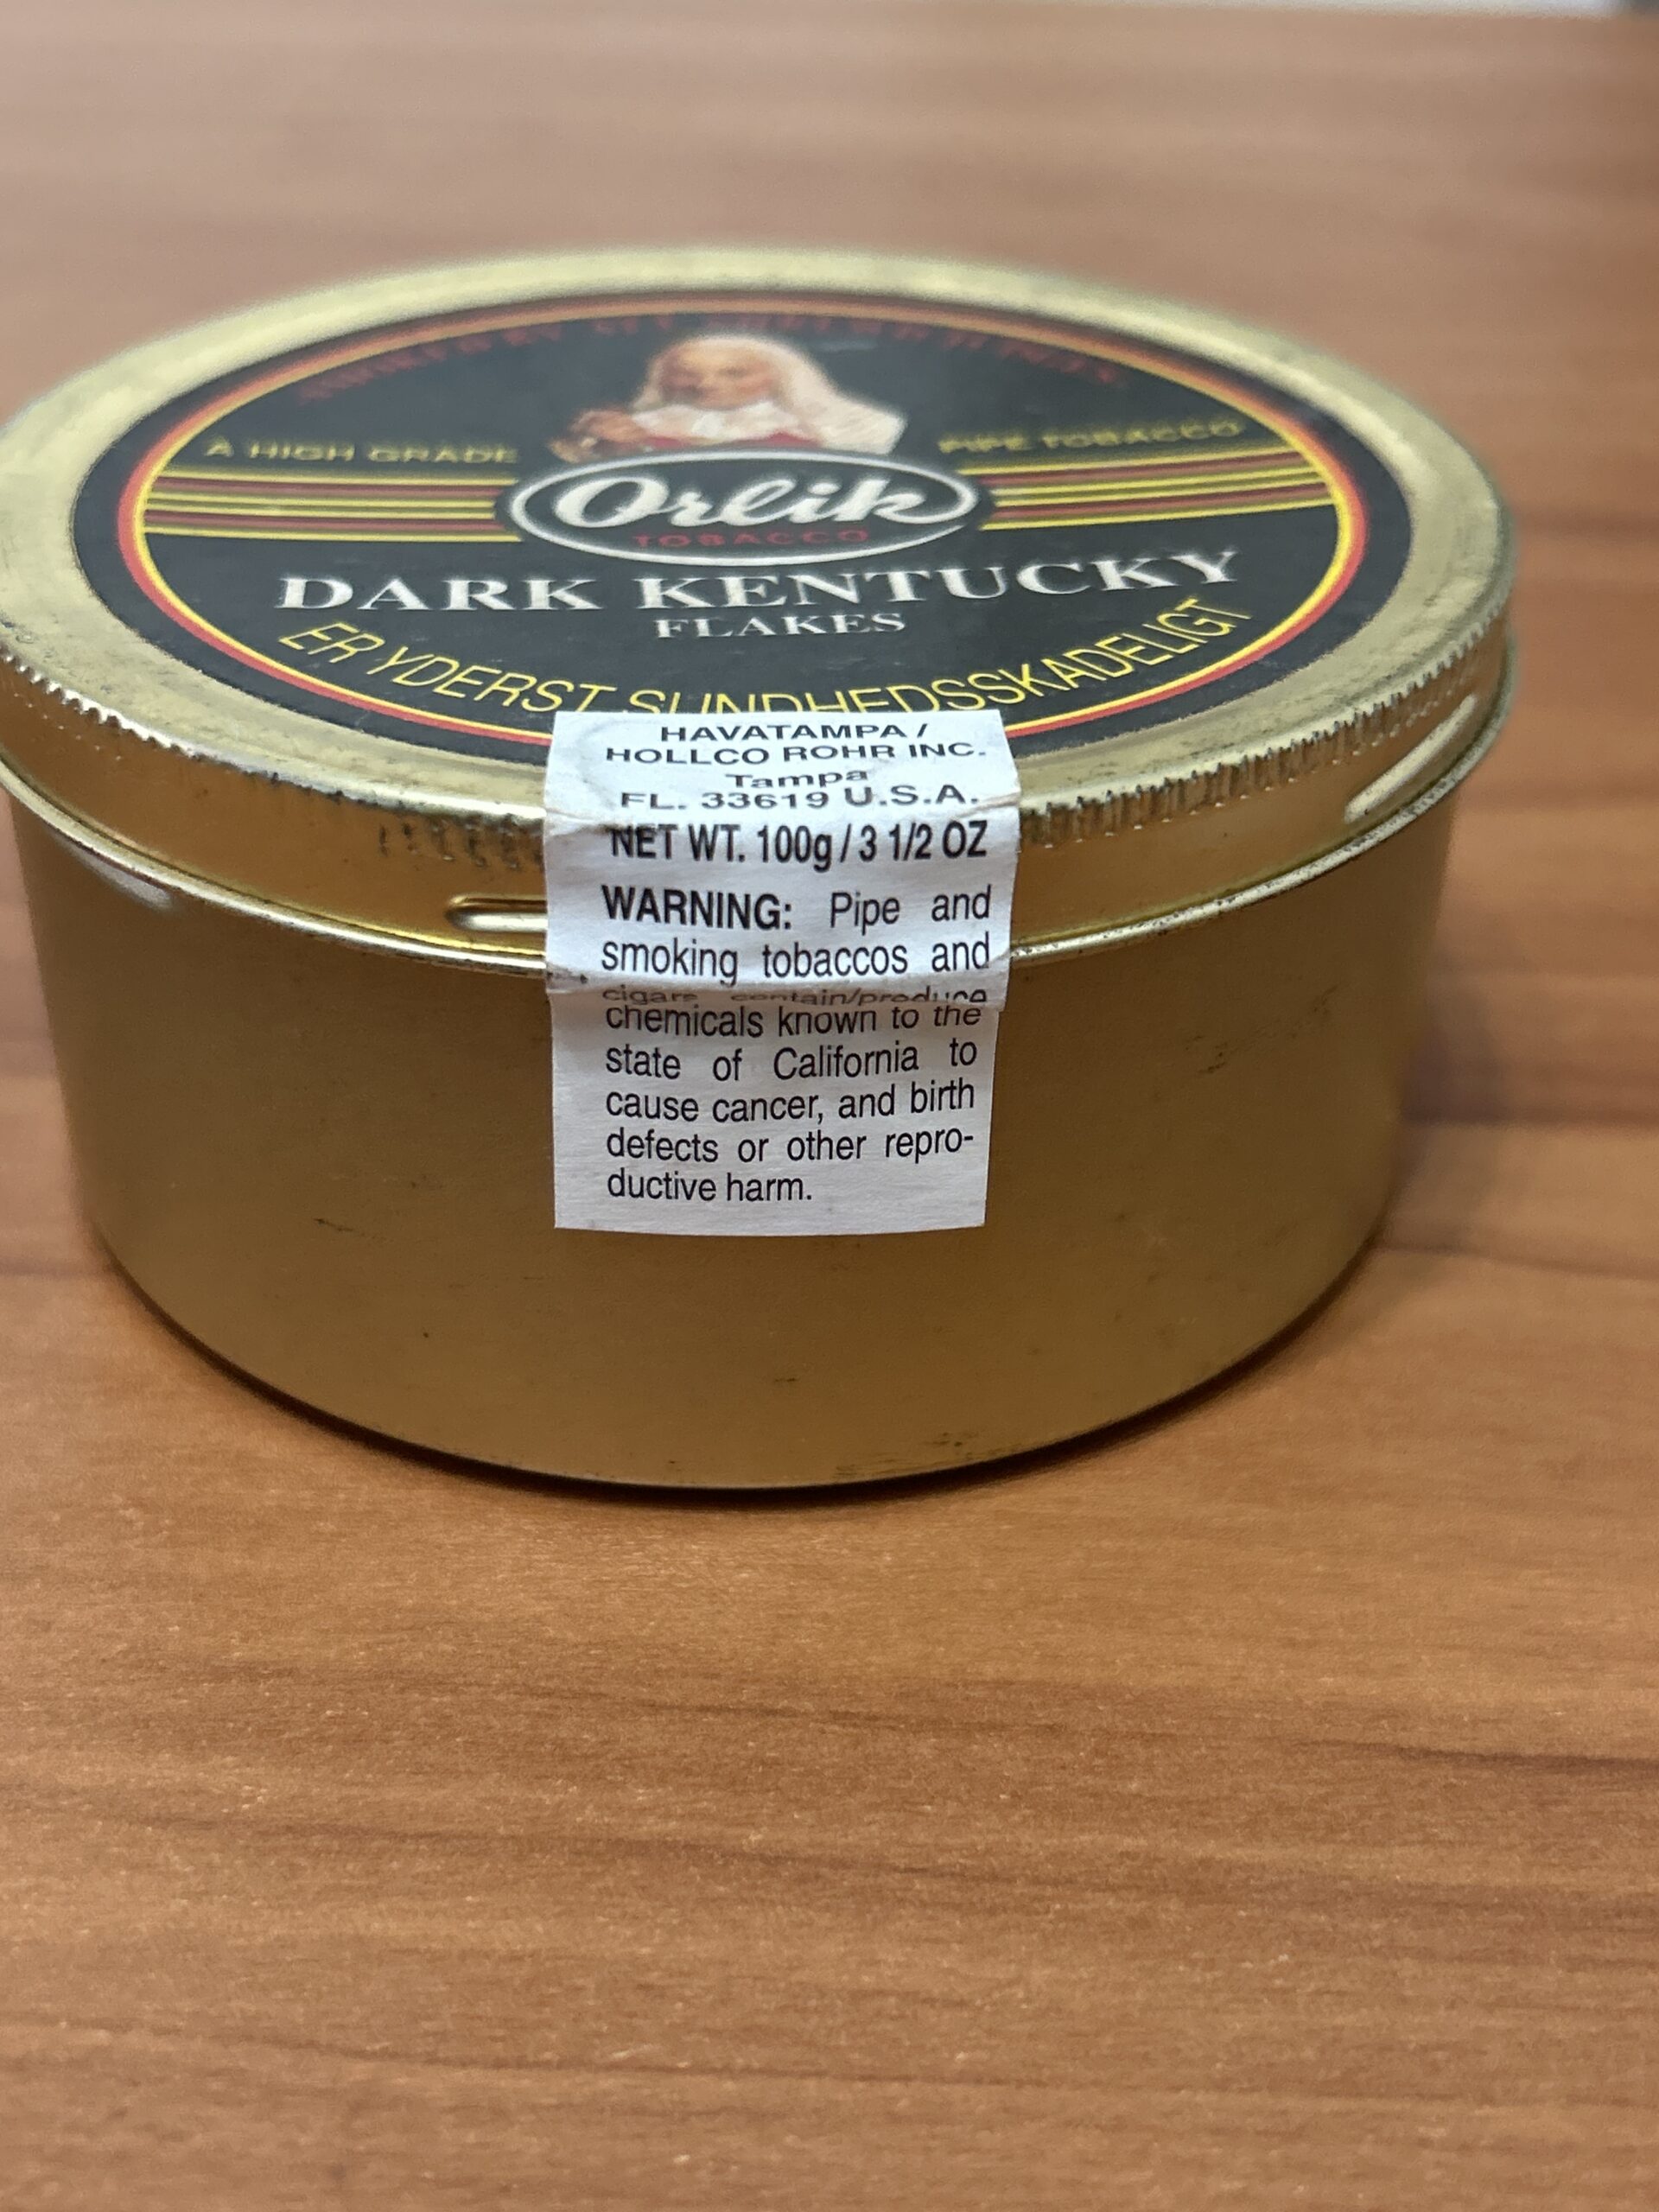 A HIGH GRADE PIPE TOBACCO
Orlik
TOBACCO
DARK KENTUCKY
FLAKES
ER YDERST SUNDHEDSSKADELIGT
HAVATAMPA /
HOLLCO ROHR INC.
Tampa
FL. 33619 U.S.A.
NET WT. 100g / 3 1/2 OZ
WARNING: Pipe and
smoking tobaccos and
cigars contain/produce
chemicals known to the
state of California to
cause cancer, and birth
defects or other repro-
ductive harm.